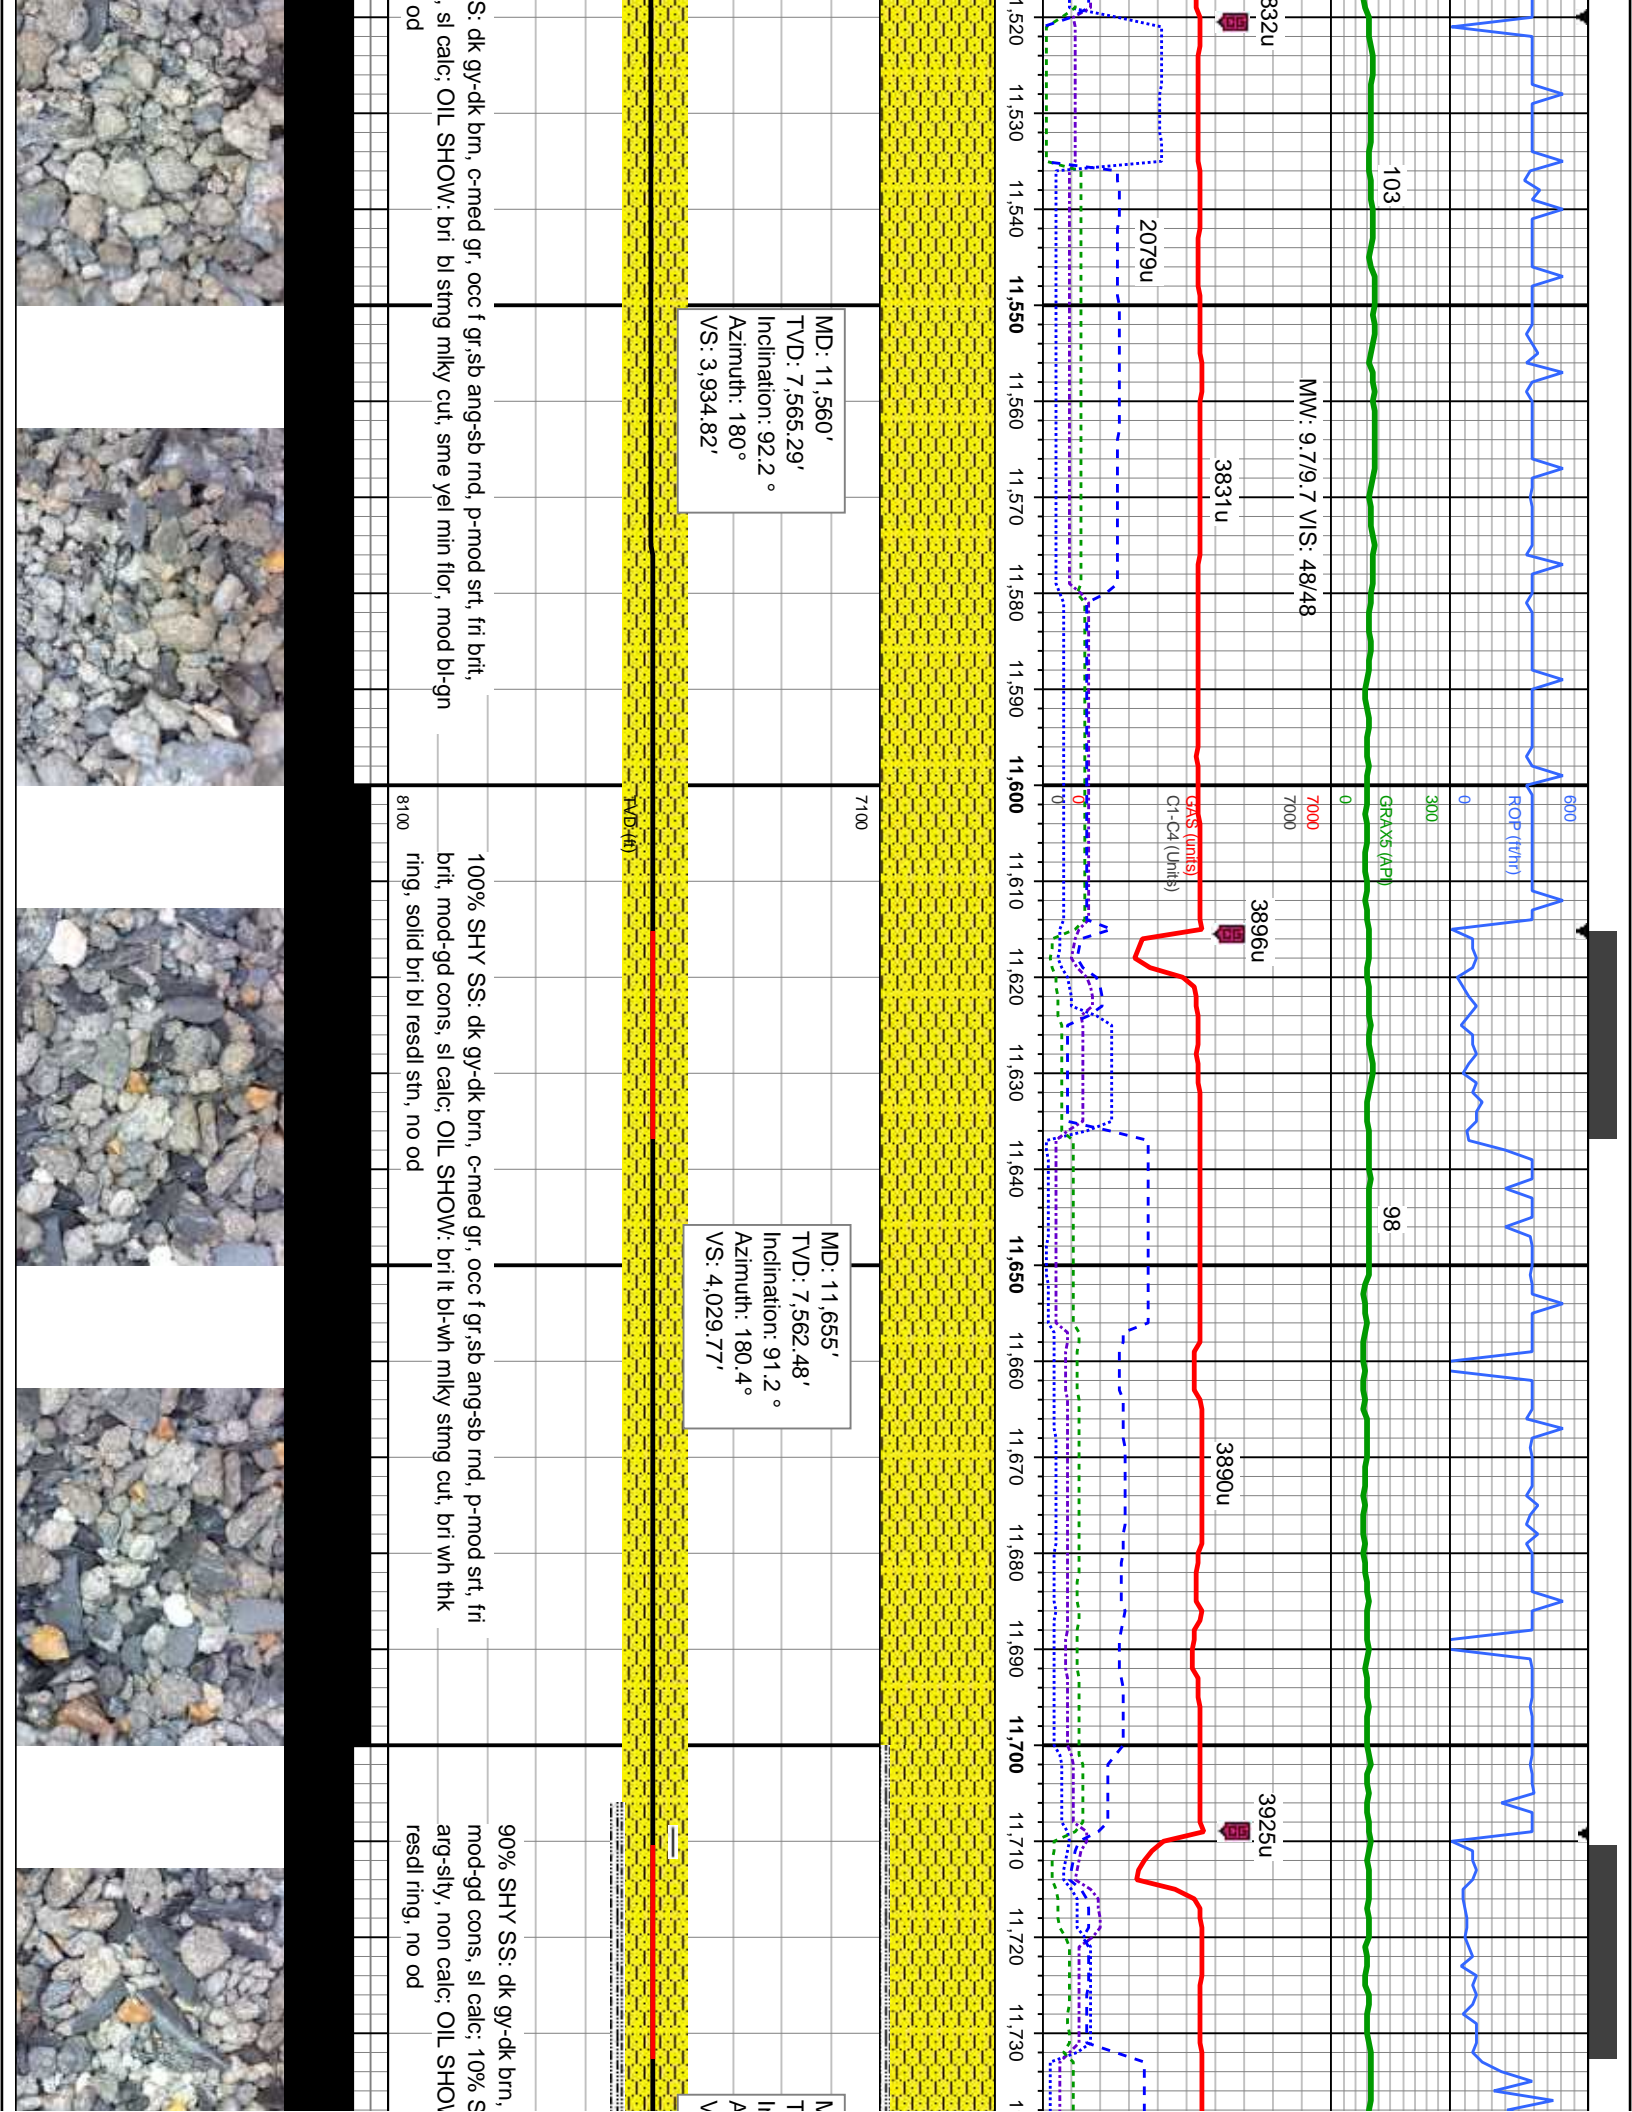 832u
3896u
3925u
103
98
2079u
3831u
3890u
MW: 9.7/9.7 VIS: 48/48
600
ROP (ft/hr)
0
300
GRAX5 (API)
0
7000
7000
GAS (units)
C1-C4 (Units)
0
0
11,520
11,530
11,540
11,550
11,560
11,570
11,580
11,590
11,600
11,610
11,620
11,630
11,640
11,650
11,660
11,670
11,680
11,690
11,700
11,710
11,720
11,730
1
7100
TVD (ft)
8100
MD: 11,560'
TVD: 7,565.29'
Inclination: 92.2 °
Azimuth: 180°
VS: 3,934.82'
MD: 11,655'
TVD: 7,562.48'
Inclination: 91.2 °
Azimuth: 180.4°
VS: 4,029.77'
S: dk gy-dk brn, c-med gr, occ f gr,sb ang-sb rnd, p-mod srt, fri brit,
, sl calc; OIL SHOW: bri bl stmg mlky cut, sme yel min flor, mod bl-gn
od
100% SHY SS: dk gy-dk brn, c-med gr, occ f gr,sb ang-sb rnd, p-mod srt, fri
brit, mod-gd cons, sl calc; OIL SHOW: bri lt bl-wh mlky stmg cut, bri wh thk
ring, solid bri bl resdl stn, no od
90% SHY SS: dk gy-dk brn,
mod-gd cons, sl calc; 10% S
arg-slty, non calc; OIL SHOW
resdl ring, no od